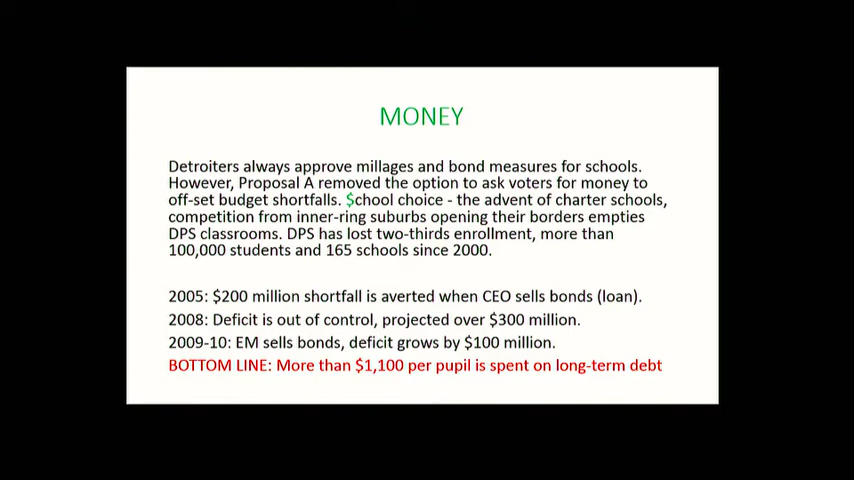 MONEY
Detroiters always approve millages and bond measures for schools.
However, Proposal A removed the option to ask voters for money to
off-set budget shortfalls. $chool choice - the advent of charter schools,
competition from inner-ring suburbs opening their borders empties
DPS classrooms. DPS has lost two-thirds enrollment, more than
100,000 students and 165 schools since 2000.
2005: $200 million shortfall is averted when CEO sells bonds (loan).
2008: Deficit is out of control, projected over $300 million.
2009-10: EM sells bonds, deficit grows by $100 million.
BOTTOM LINE: More than $1,100 per pupil is spent on long-term debt